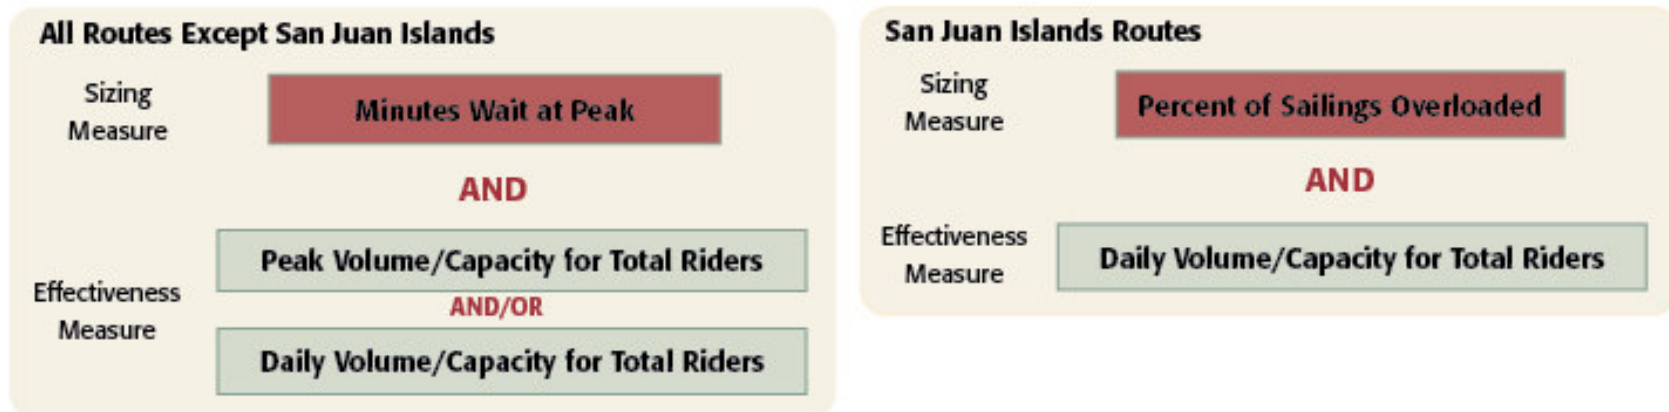 All Routes Except San Juan Islands
Sizing
Measure
Minutes Wait at Peak
AND
Effectiveness
Measure
Peak Volume/Capacity for Total Riders
AND/OR
Daily Volume/Capacity for Total Riders
San Juan Islands Routes
Sizing
Measure
Percent of Sailings Overloaded
AND
Effectiveness
Measure
Daily Volume/Capacity for Total Riders